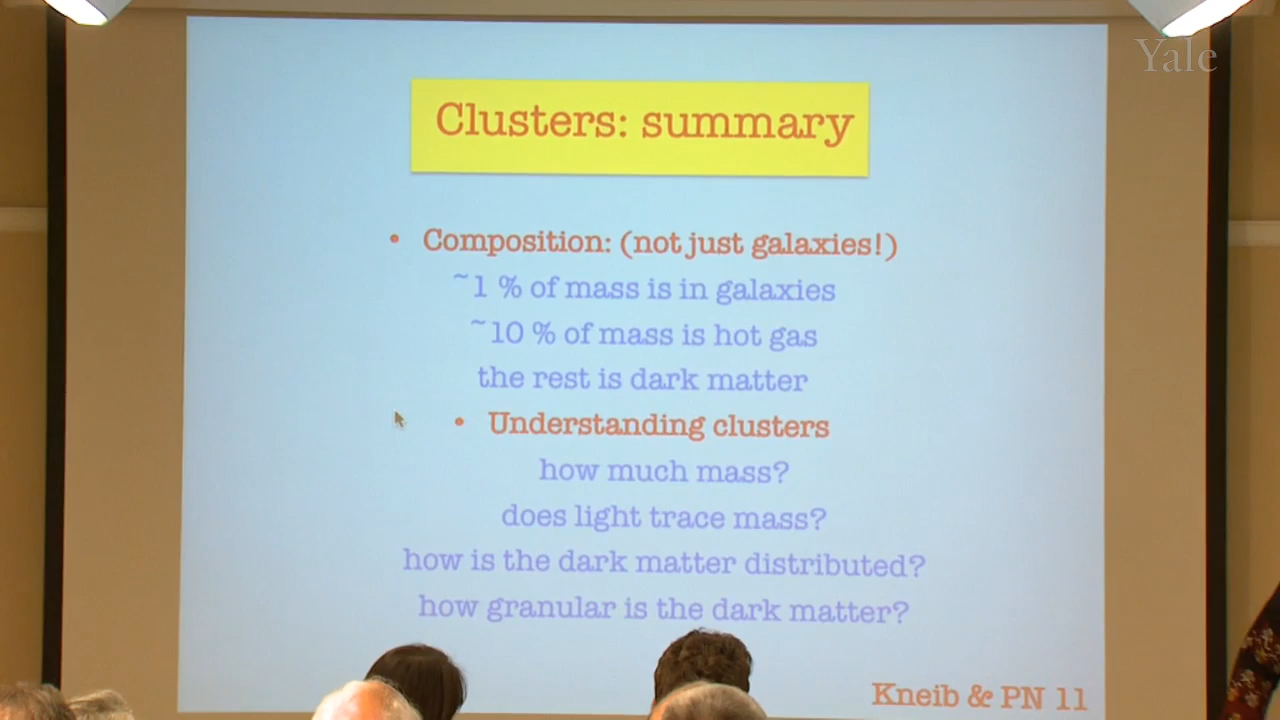 Yale
Clusters: summary
• Composition: (not just galaxies!)
~1 % of mass is in galaxies
~10 % of mass is hot gas
the rest is dark matter
• Understanding clusters
how much mass?
does light trace mass?
how is the dark matter distributed?
how granular is the dark matter?
Kneib & PN 11